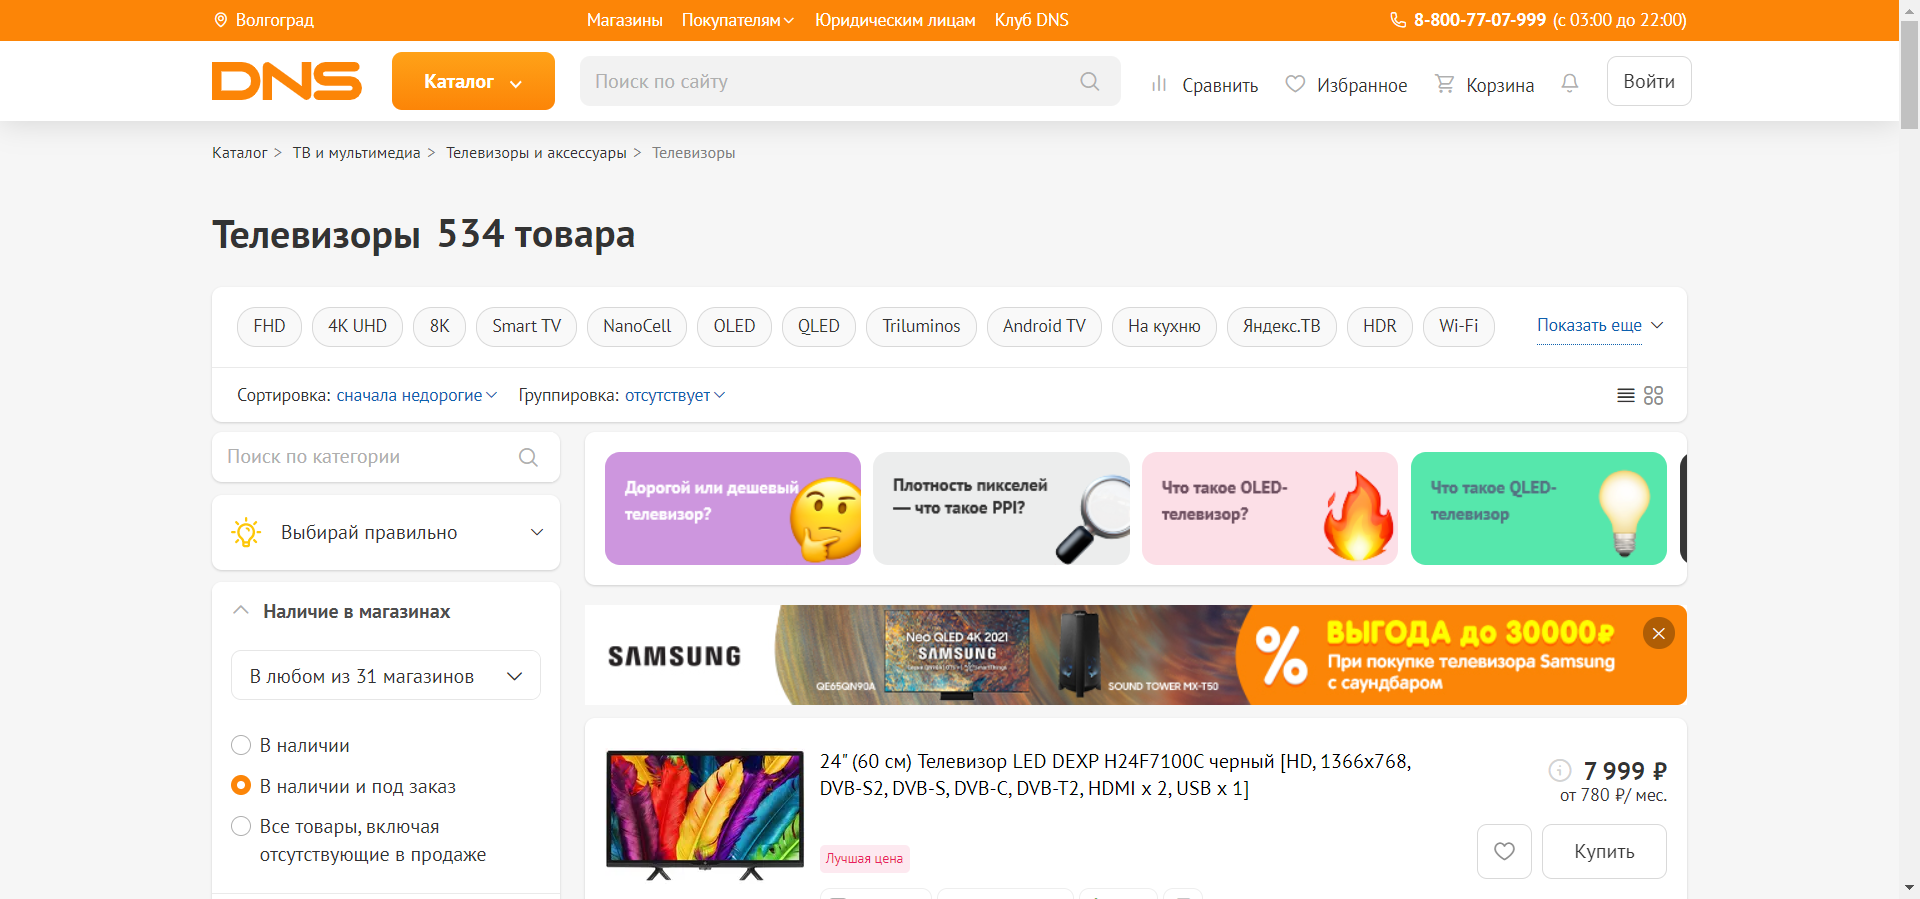 Волгоград
Магазины Покупателям Юридическим лицам Клуб DNS
8-800-77-07-999 (с 03:00 до 22:00)
DNS
Каталог
Поиск по сайту
Сравнить Избранное Корзина Войти
Каталог > ТВ и мультимедиа > Телевизоры и аксессуары > Телевизоры
Телевизоры 534 товара
FHD 4K UHD 8K Smart TV NanoCell OLED QLED Triluminos Android TV На кухню Яндекс.ТВ HDR Wi-Fi Показать еще
Сортировка: сначала недорогие Группировка: отсутствует
Поиск по категории
Выбирай правильно
Наличие в магазинах
В любом из 31 магазинов
В наличии
В наличии и под заказ
Все товары, включая
отсутствующие в продаже
Дорогой или дешевый
телевизор?
Плотность пикселей
— что такое PPI?
Что такое OLED-
телевизор?
Что такое QLED-
телевизор
SAMSUNG
Neo QLED 4K 2021
SAMSUNG
QE65QN90A
SOUND TOWER MX-T50
%
ВЫГОДА до 30000₽
При покупке телевизора Samsung
с саундбаром
24" (60 см) Телевизор LED DEXP H24F7100C черный [HD, 1366x768,
DVB-S2, DVB-S, DVB-C, DVB-T2, HDMI x 2, USB x 1]
Лучшая цена
7 999 ₽
от 780 ₽/ мес.
Купить